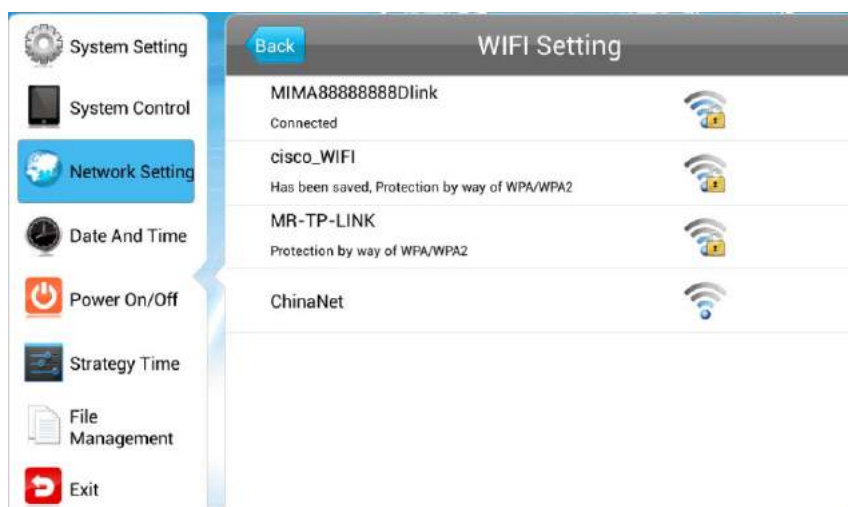 System Setting
System Control
Network Setting
Date And Time
Power On/Off
Strategy Time
File
Management
Exit
Back
WIFI Setting
MIMA88888888Dlink
Connected
cisco_WIFI
Has been saved, Protection by way of WPA/WPA2
MR-TP-LINK
Protection by way of WPA/WPA2
ChinaNet